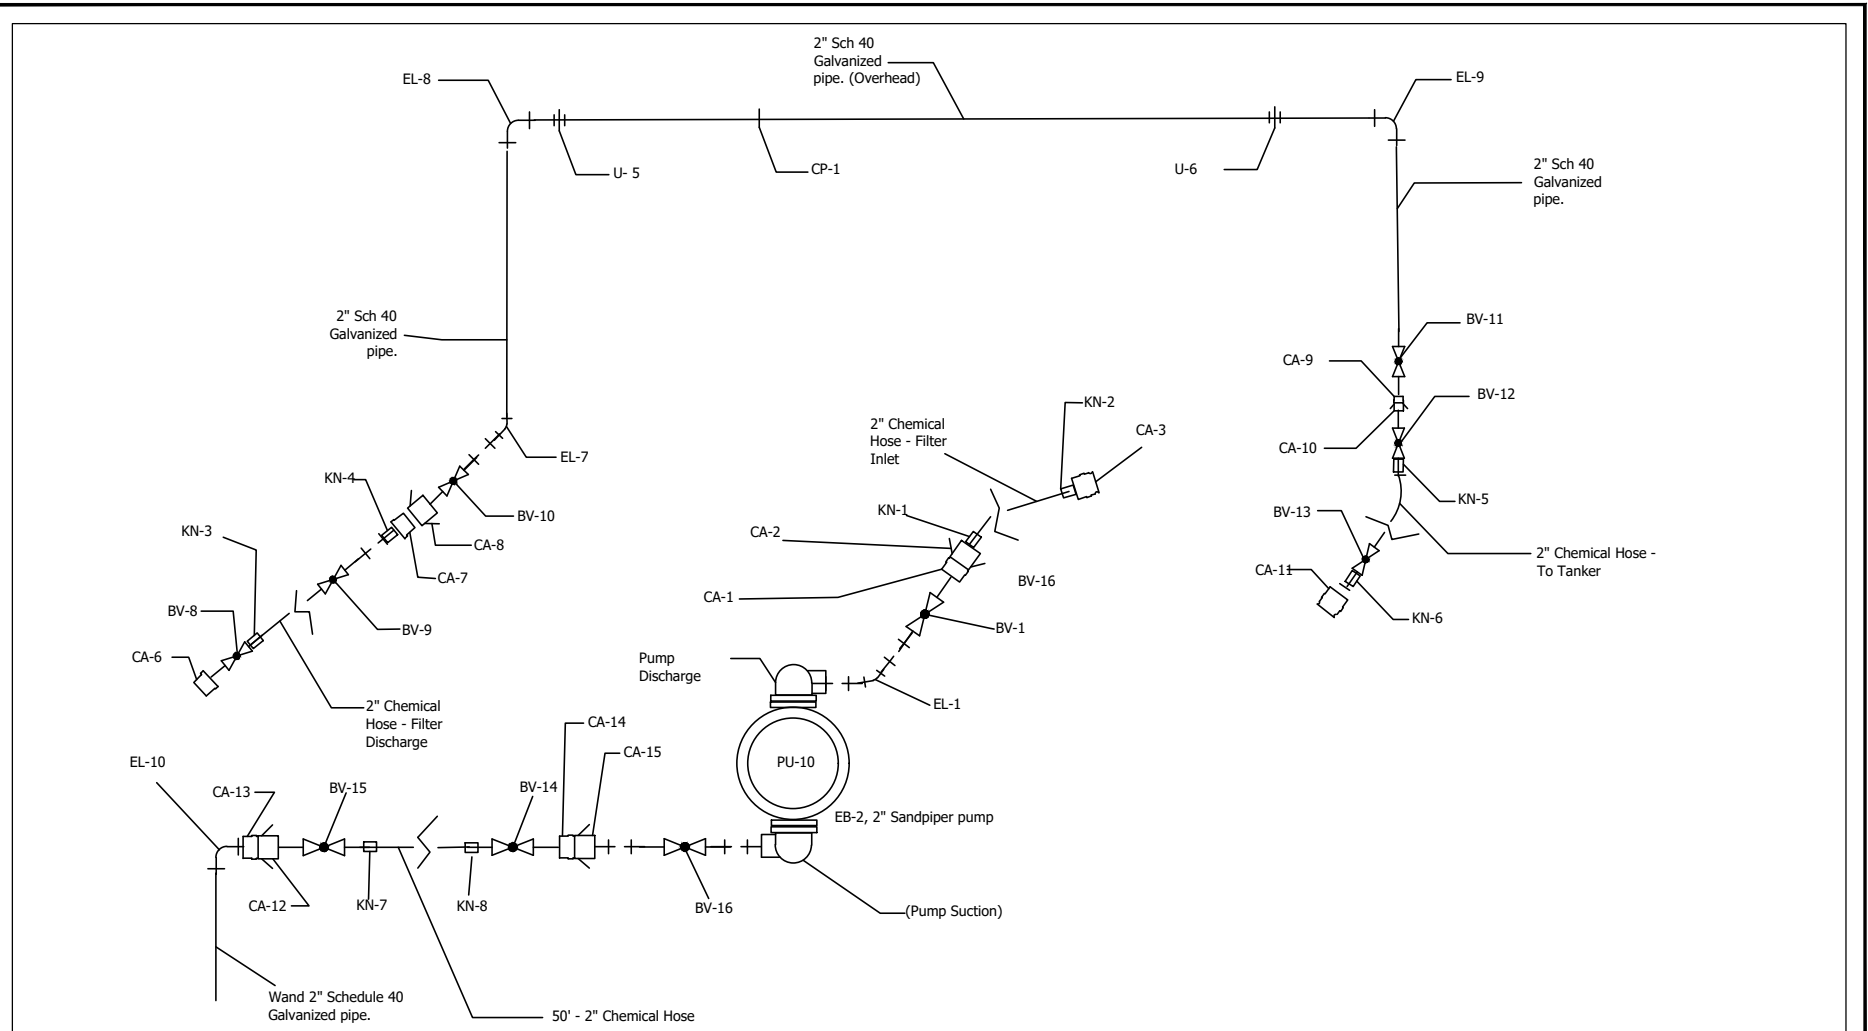 2" Sch 40
Galvanized
pipe. (Overhead)
EL-8
EL-9
U- 5
CP-1
U-6
2" Sch 40
Galvanized
pipe.
2" Sch 40
Galvanized
pipe.
BV-11
CA-9
BV-12
CA-10
KN-5
BV-13
2" Chemical Hose -
To Tanker
CA-11
KN-6
KN-2
CA-3
2" Chemical
Hose - Filter
Inlet
KN-1
CA-2
BV-16
CA-1
BV-1
EL-7
KN-4
BV-10
KN-3
CA-8
CA-7
BV-8
BV-9
CA-6
2" Chemical
Hose - Filter
Discharge
Pump
Discharge
EL-1
CA-14
CA-15
EL-10
PU-10
CA-13
BV-15
BV-14
EB-2, 2" Sandpiper pump
CA-12
KN-7
KN-8
BV-16
(Pump Suction)
Wand 2" Schedule 40
Galvanized pipe.
50' - 2" Chemical Hose